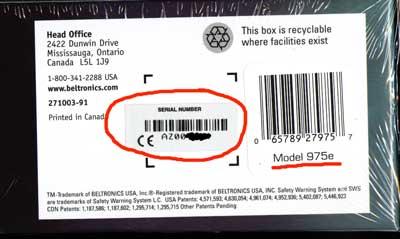 Head Office
2422 Dunwin Drive
Mississauga, Ontario
Canada L5L 1J9
1-800-341-2288 USA
www.beltronics.com
271003-91
Printed in Canada
This box is recyclable
where facilities exist
SERIAL NUMBER
CE AZ00
0 65789 27975 7
Model 975e
TM-Trademark of BELTRONICS USA, Inc.®-Registered trademark of BELTRONICS USA, INC. Safety Warning System and SWS
are trademarks of Safety Warning System L.C. US Patents 4,571,593; 4,630,054; 4,961,074; 4,952,936; 5,402,087; 5,446,923
CDN Patents: 1,187,586; 1,187,602; 1,295,714; 1,295,715 Other Patents Pending